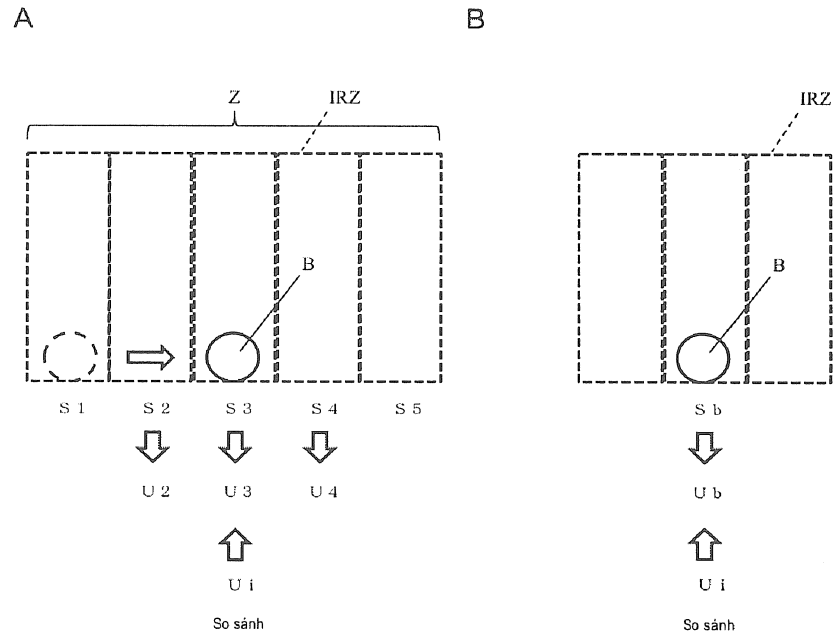 A B
Z IRZ IRZ
B B
S 1 S 2 S 3 S 4 S 5 S b
U 2 U 3 U 4 U b
U i U i
So sánh So sánh